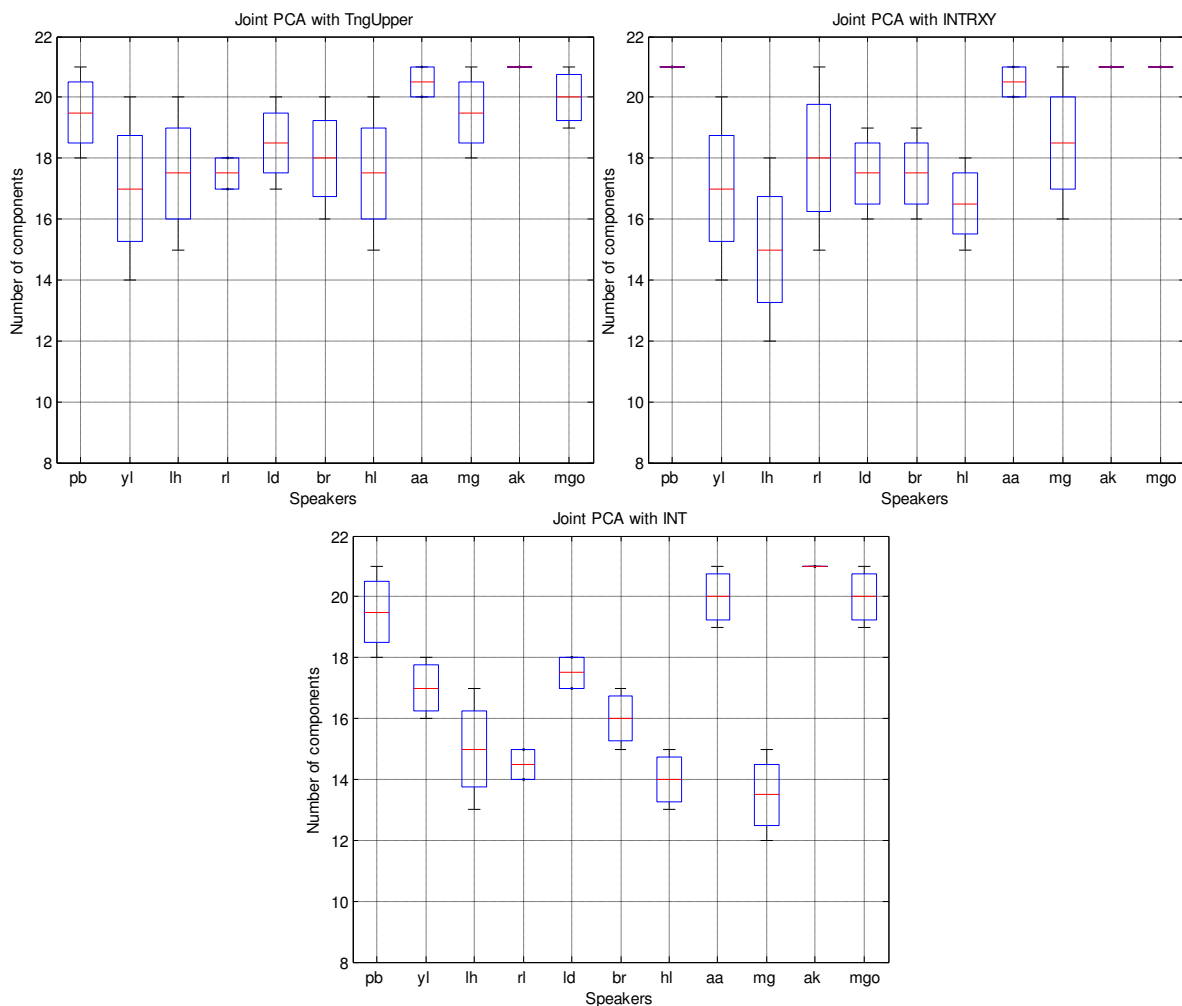 Joint PCA with TngUpper
22
20
18
16
14
12
10
8
Number of components
pb yl lh rl ld br hl aa mg ak mgo
Speakers
Joint PCA with INTRXY
22
20
18
16
14
12
10
8
Number of components
pb yl lh rl ld br hl aa mg ak mgo
Speakers
Joint PCA with INT
22
20
18
16
14
12
10
8
Number of components
pb yl lh rl ld br hl aa mg ak mgo
Speakers